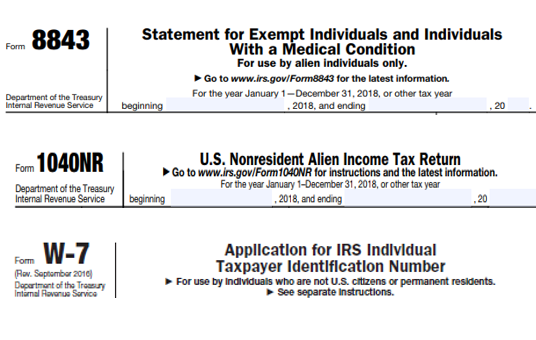 Form 8843
Statement for Exempt Individuals and Individuals
With a Medical Condition
For use by alien individuals only.
▶ Go to www.irs.gov/Form8843 for the latest information.
Department of the Treasury
Internal Revenue Service
For the year January 1—December 31, 2018, or other tax year
beginning , 2018, and ending , 20 .
Form 1040NR
U.S. Nonresident Alien Income Tax Return
▶ Go to www.irs.gov/Form1040NR for instructions and the latest information.
Department of the Treasury
Internal Revenue Service
For the year January 1–December 31, 2018, or other tax year
beginning , 2018, and ending , 20
Form W-7
(Rev. September 2016)
Department of the Treasury
Internal Revenue Service
Application for IRS Individual
Taxpayer Identification Number
▶ For use by individuals who are not U.S. citizens or permanent residents.
▶ See separate instructions.